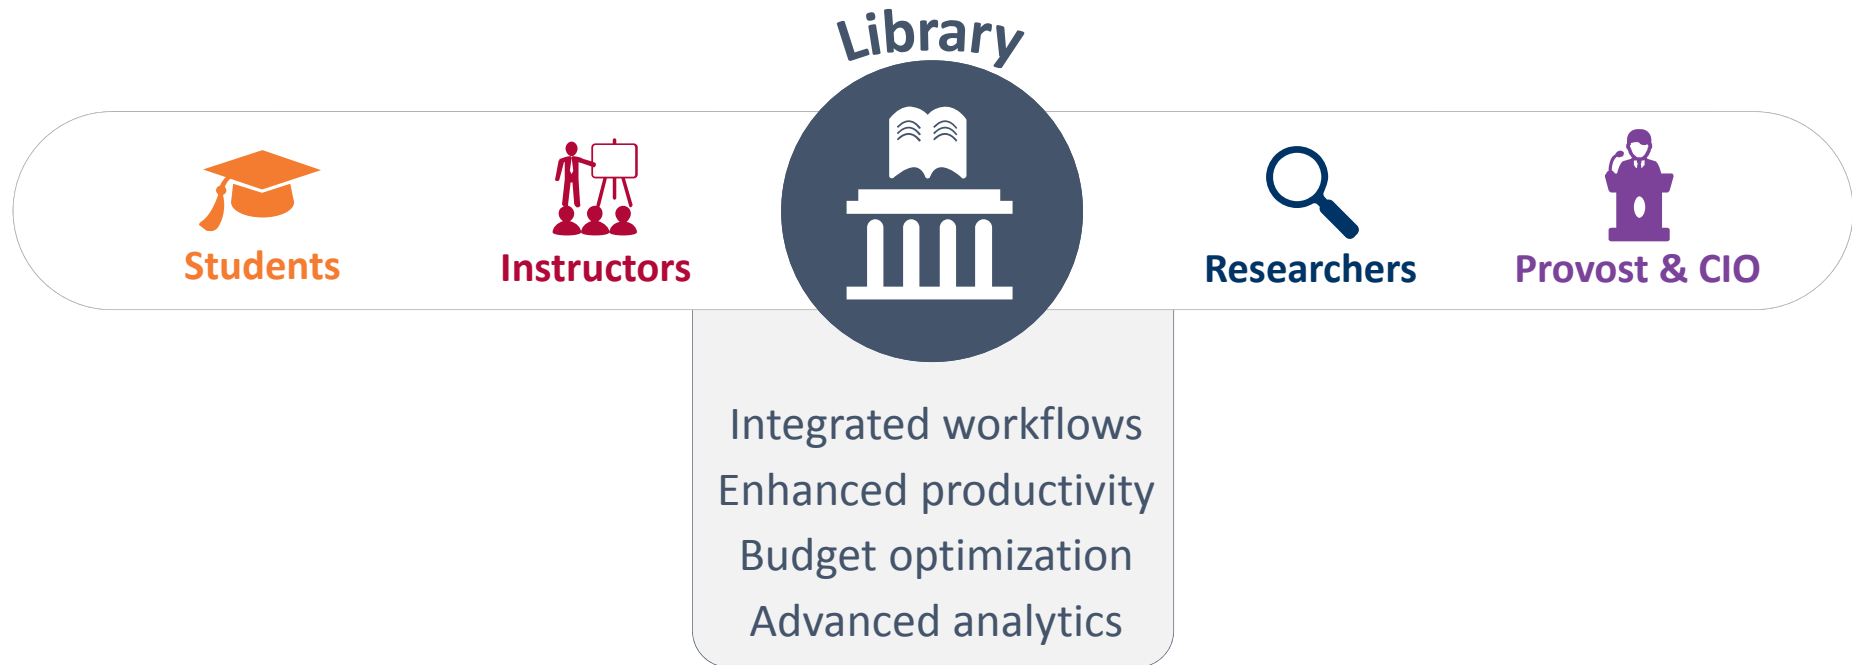 Library
Students
Instructors
Researchers
Provost & CIO
Integrated workflows
Enhanced productivity
Budget optimization
Advanced analytics